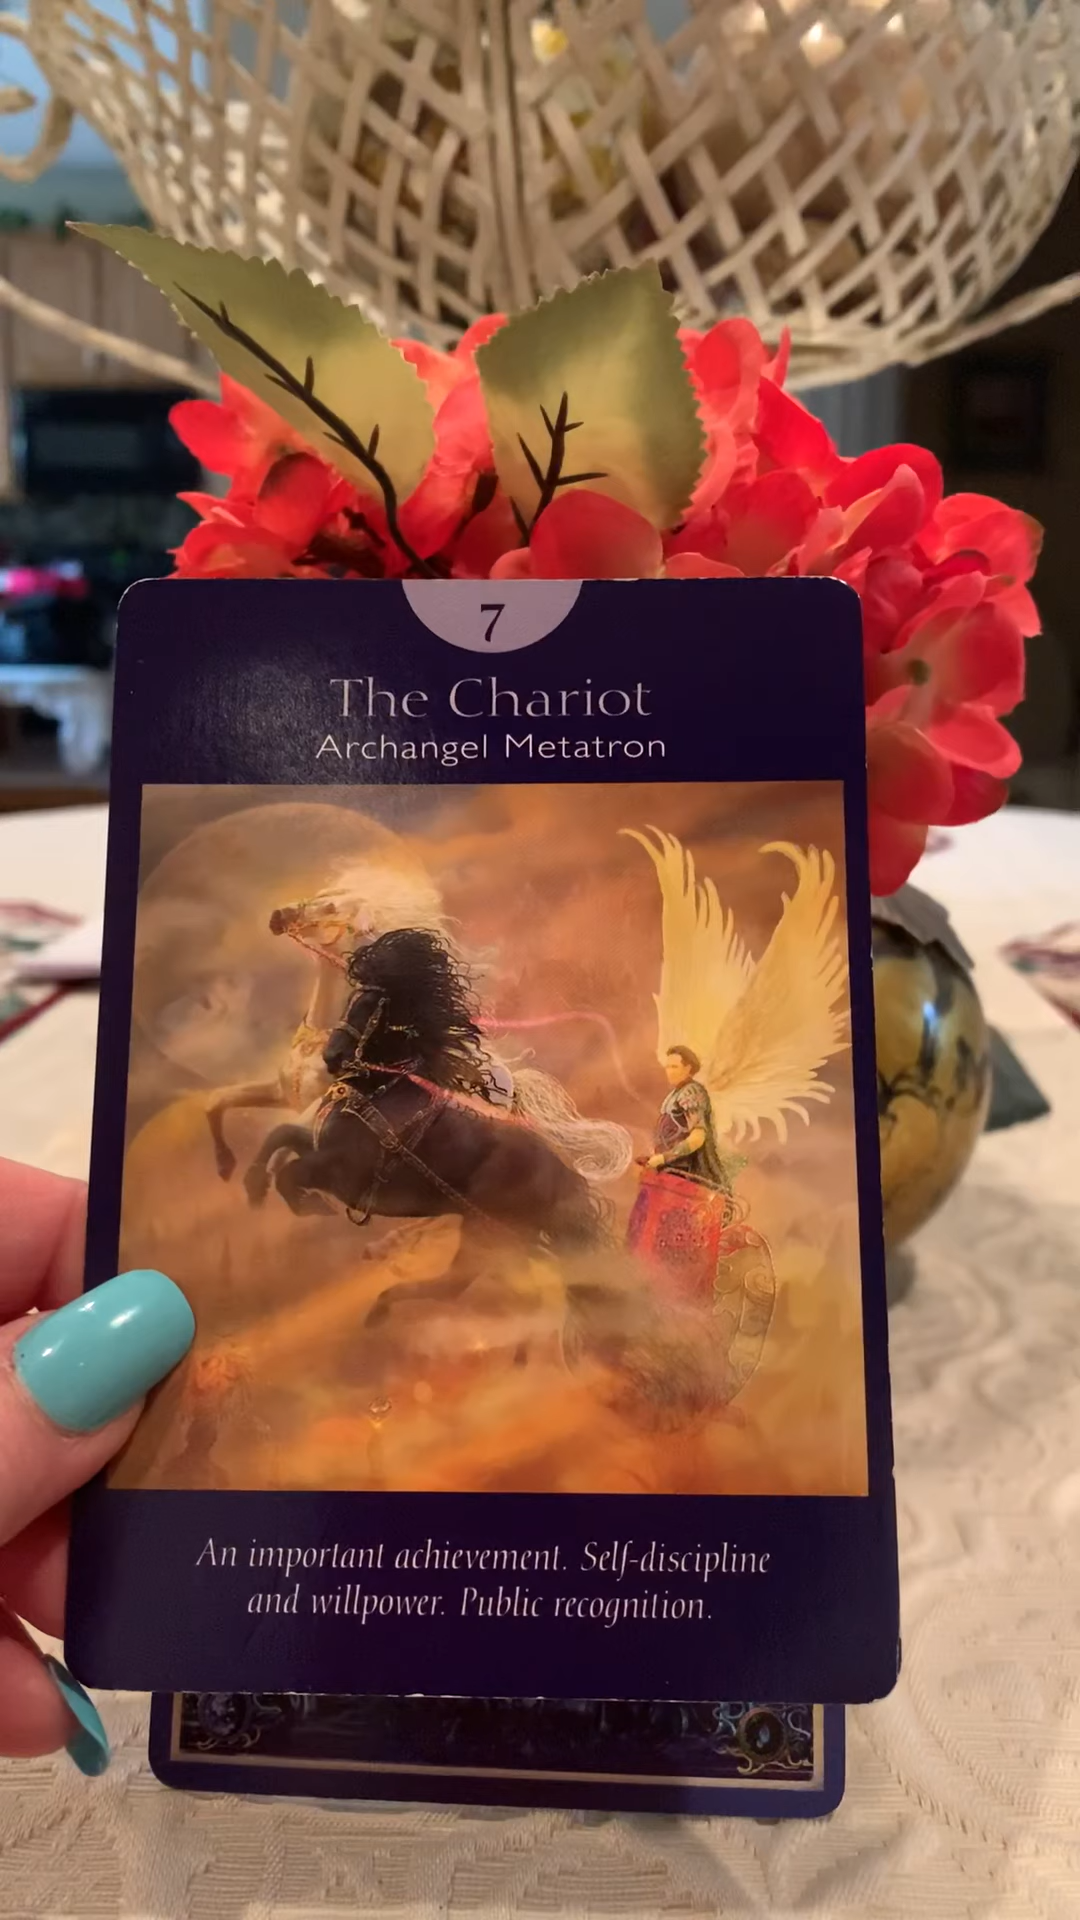 7
The Chariot
Archangel Metatron
An important achievement. Self-discipline
and willpower. Public recognition.